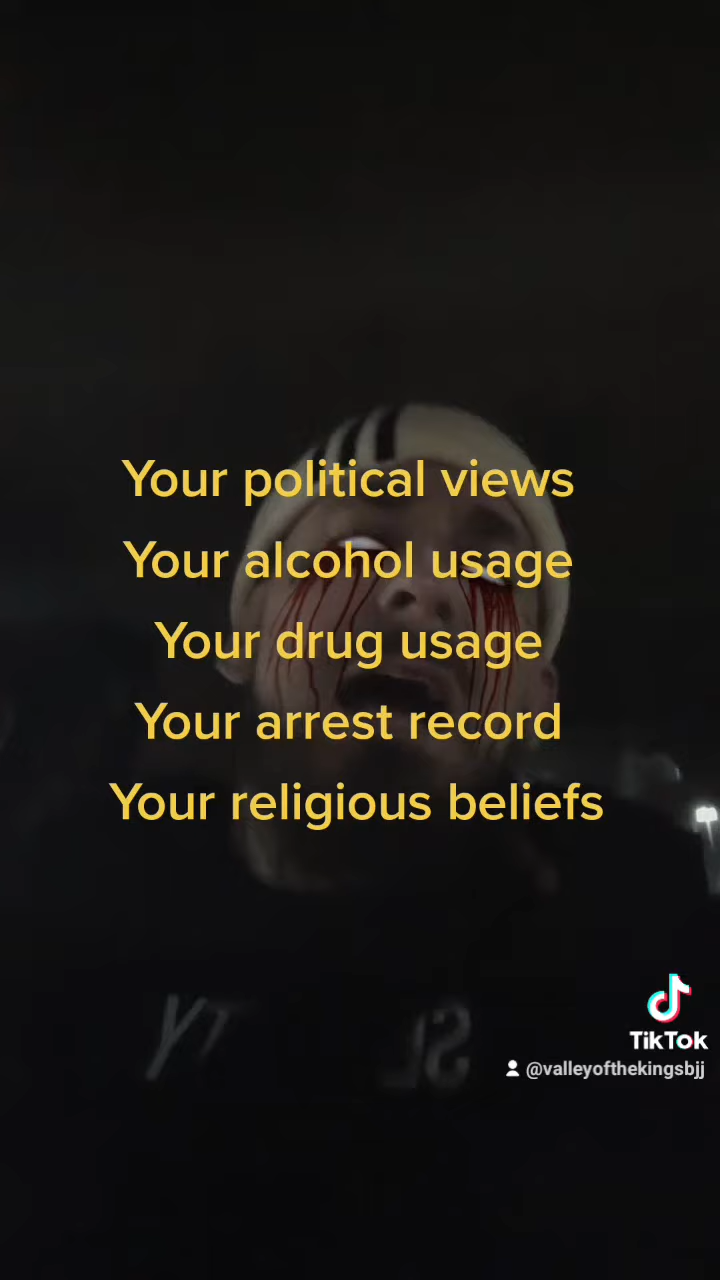 Your political views
Your alcohol usage
Your drug usage
Your arrest record
Your religious beliefs
TikTok
@valleyofthekingsbjj